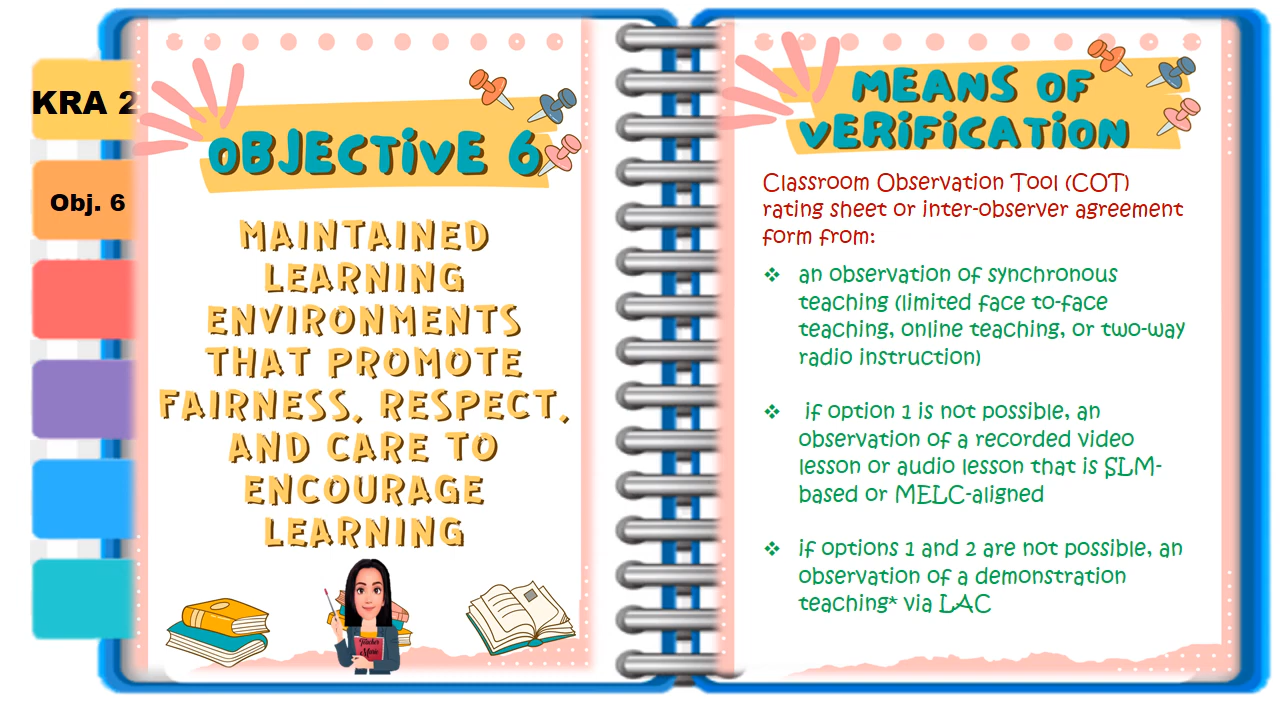 KRA 2
Obj. 6
OBJECTiVE 6
MAINTAINED
LEARNING
ENVIRONMENTS
THAT PROMOTE
FAIRNESS, RESPECT,
AND CARE TO
ENCOURAGE
LEARNING
Teacher
Music
MEANS OF
VERiFiCATiON
Classroom Observation Tool (COT)
rating sheet or inter-observer agreement
form from:
❖ an observation of synchronous
teaching (limited face to-face
teaching, online teaching, or two-way
radio instruction)
❖ if option 1 is not possible, an
observation of a recorded video
lesson or audio lesson that is SLM-
based or MELC-aligned
❖ if options 1 and 2 are not possible, an
observation of a demonstration
teaching* via LAC